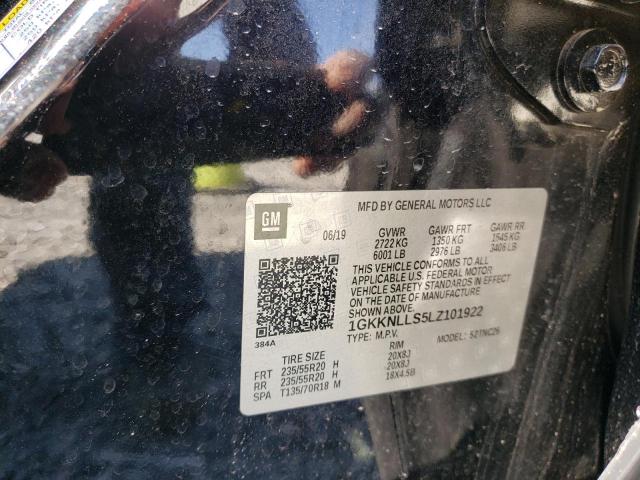 LOAD
GM
MFD BY GENERAL MOTORS LLC
06/19
GVWR GAWR FRT GAWR RR
2722 KG 1350 KG 1545 KG
6001 LB 2976 LB 3406 LB
THIS VEHICLE CONFORMS TO ALL
APPLICABLE U.S. FEDERAL MOTOR
VEHICLE SAFETY STANDARDS IN EFFECT
ON THE DATE OF MANUFACTURE
SHOWN ABOVE.
1GKKNLLS5LZ101922
TYPE: M.P.V. MODEL: 52TNC26
384A
TIRE SIZE RIM
FRT 235/55R20 H 20X8J
RR 235/55R20 H 20X8J
SPA T135/70R18 M 18X4.5B